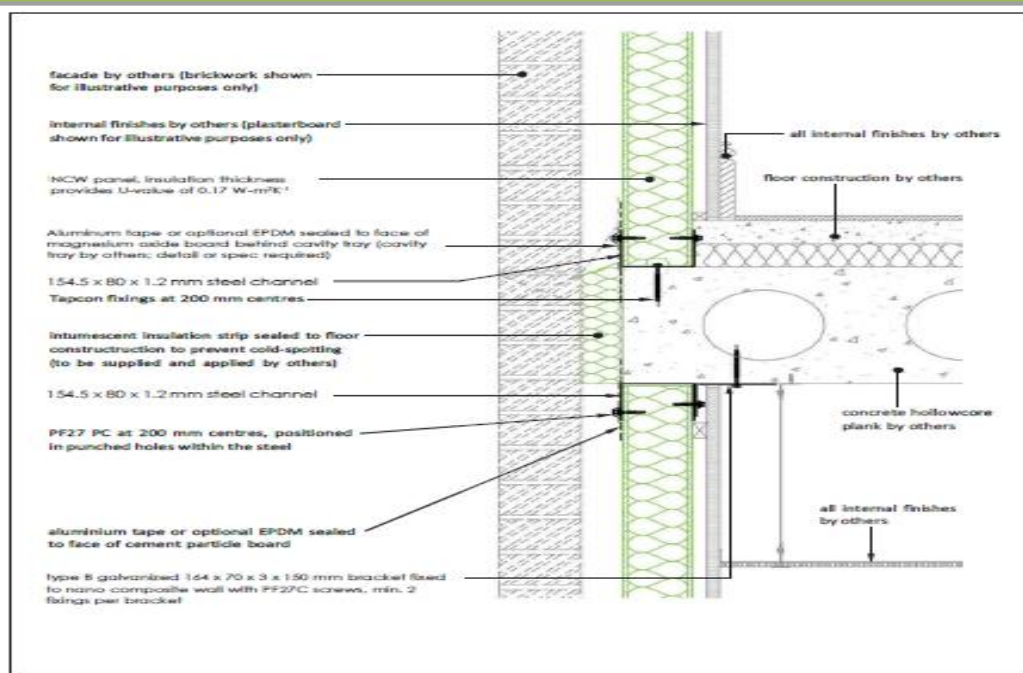 facade by others (brickwork shown
for illustrative purposes only)
internal finishes by others (plasterboard
shown for illustrative purposes only)
NCW panel, insulation thickness
provides U-value of 0.17 W-m²K⁻¹
Aluminum tape or optional EPDM sealed to face of
magnesium oxide board behind cavity tray (cavity
tray by others; detail or spec required)
154.5 x 80 x 1.2 mm steel channel
Tapcon fixings at 200 mm centres
intumescent insulation strip sealed to floor
constructruction to prevent cold-spotting
(to be supplied and applied by others)
154.5 x 80 x 1.2 mm steel channel
PF27 PC at 200 mm centres, positioned
in punched holes within the steel
aluminium tape or optional EPDM sealed
to face of cement particle board
type B galvanized 164 x 70 x 3 x 150 mm bracket fixed
to nano composite wall with PF27C screws, min. 2
fixings per bracket
all internal finishes by others
floor construction by others
concrete hollowcore
plank by others
all internal finishes
by others